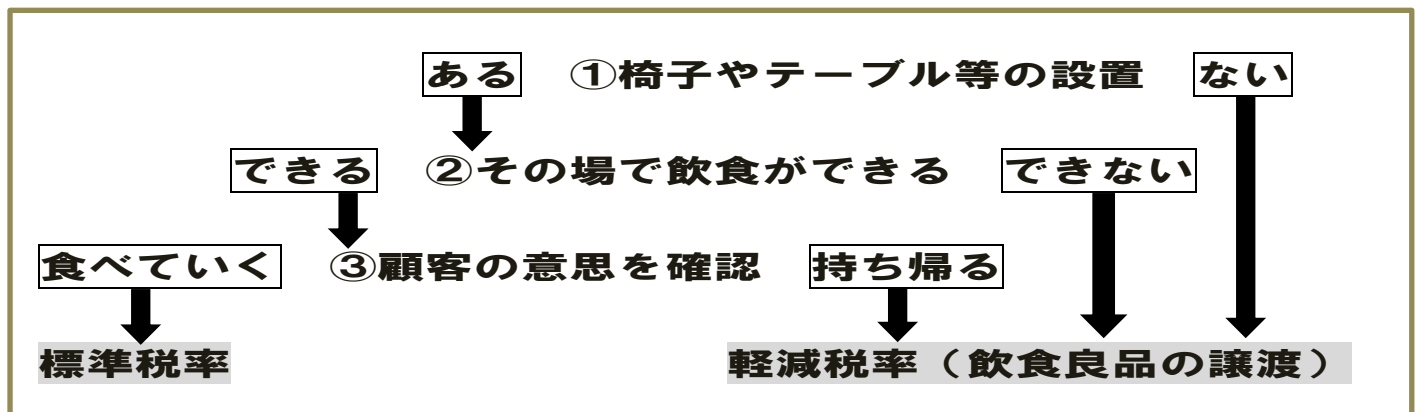 ある ①椅子やテーブル等の設置 ない
できる ②その場で飲食ができる できない
食べていく ③顧客の意思を確認 持ち帰る
標準税率 軽減税率（飲食良品の譲渡）